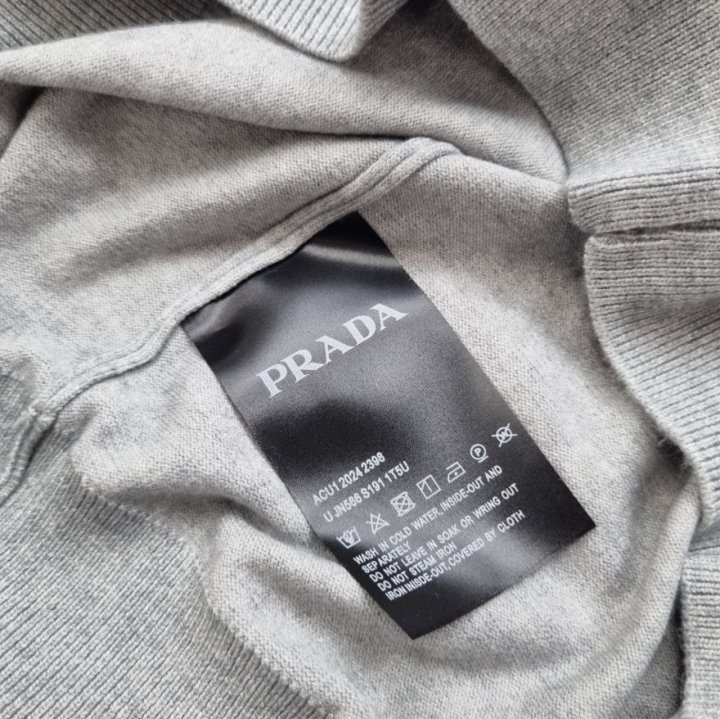 PRADA
ACU1 2024 2398
U JN566 S191 1T5U
WASH IN COLD WATER, INSIDE-OUT AND
SEPARATELY
DO NOT LEAVE IN SOAK OR WRING OUT
DO NOT STEAM IRON
IRON INISDE-OUT, COVERED BY CLOTH